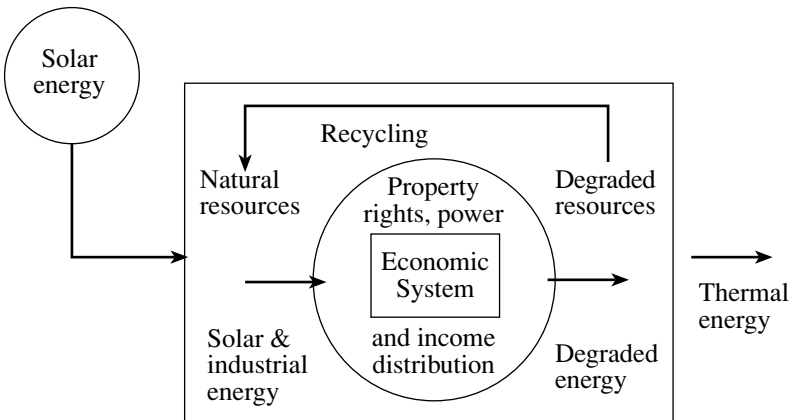 Solar
energy
Recycling
Natural
resources
Property
rights, power
Degraded
resources
Economic
System
Thermal
energy
Solar &
industrial
energy
and income
distribution
Degraded
energy